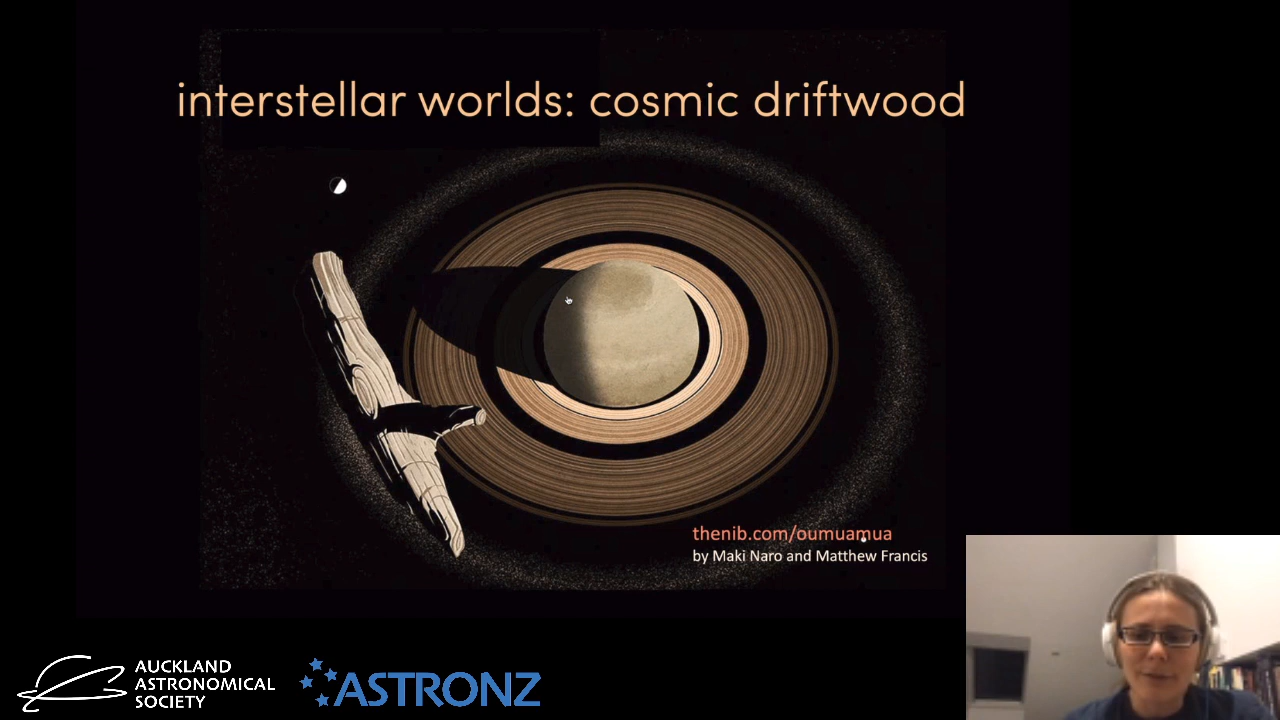 interstellar worlds: cosmic driftwood
thenib.com/oumuamua
by Maki Naro and Matthew Francis
AUCKLAND
ASTRONOMICAL
SOCIETY
ASTRONZ